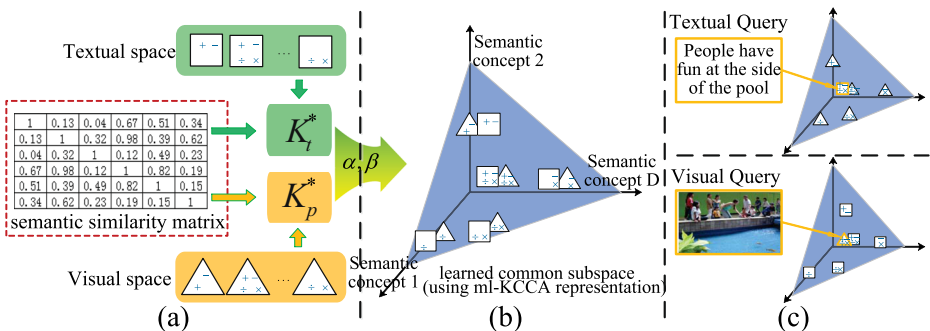 Textual space
...
1 0.13 0.04 0.67 0.51 0.34
0.13 1 0.32 0.98 0.39 0.62
0.04 0.32 1 0.12 0.49 0.23
0.67 0.98 0.12 1 0.82 0.19
0.51 0.39 0.49 0.82 1 0.15
0.34 0.62 0.23 0.19 0.15 1
semantic similarity matrix
K*t
K*p
α, β
Visual space
...
(a)
Semantic
concept 2
Semantic
concept D
Semantic
concept 1
learned common subspace
(using ml-KCCA representation)
(b)
Textual Query
People have
fun at the side
of the pool
Visual Query
(c)